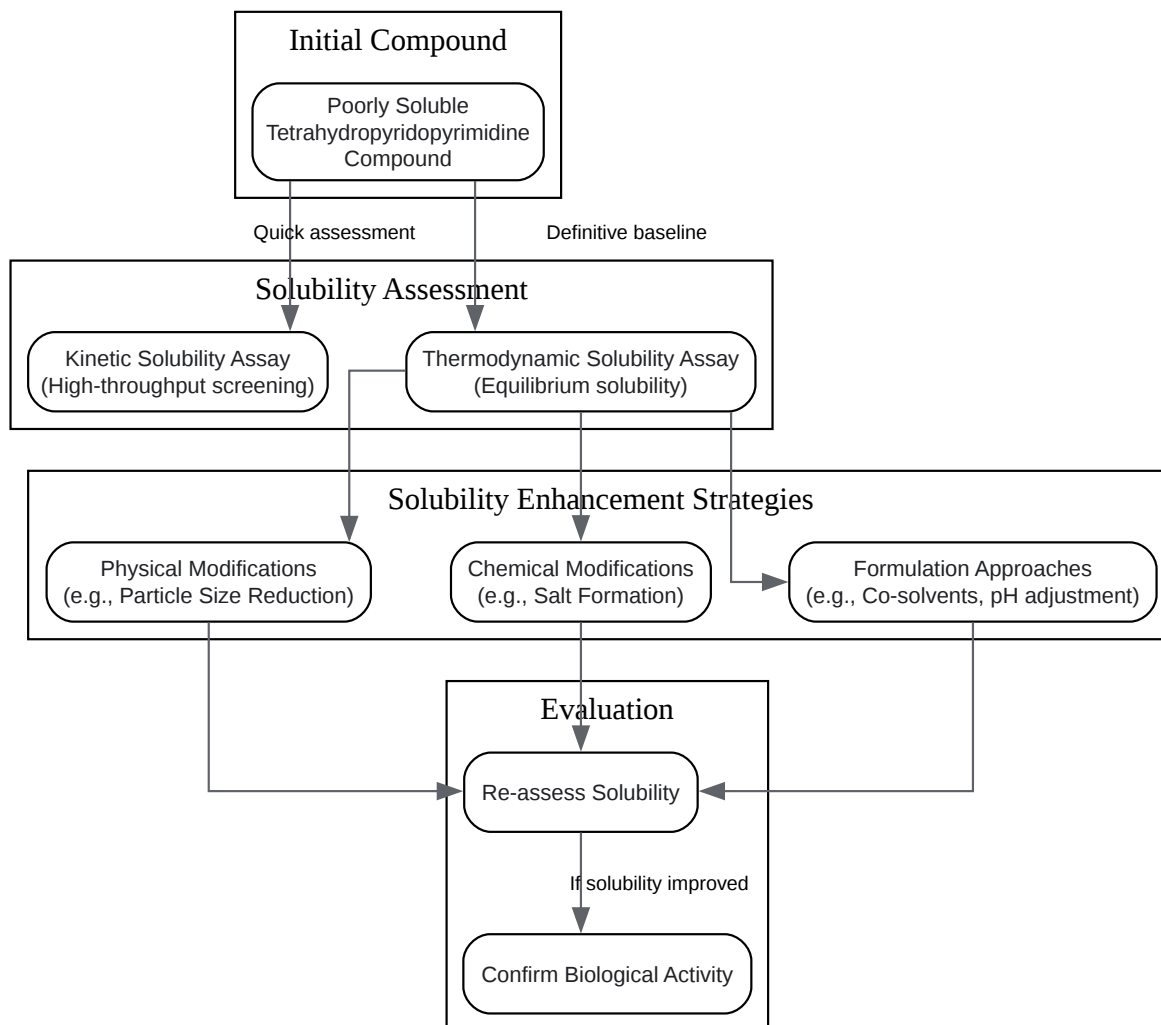 Initial Compound
Poorly Soluble
Tetrahydropyridopyrimidine
Compound
Quick assessment
Definitive baseline
Solubility Assessment
Kinetic Solubility Assay
(High-throughput screening)
Thermodynamic Solubility Assay
(Equilibrium solubility)
Solubility Enhancement Strategies
Physical Modifications
(e.g., Particle Size Reduction)
Chemical Modifications
(e.g., Salt Formation)
Formulation Approaches
(e.g., Co-solvents, pH adjustment)
Evaluation
Re-assess Solubility
If solubility improved
Confirm Biological Activity